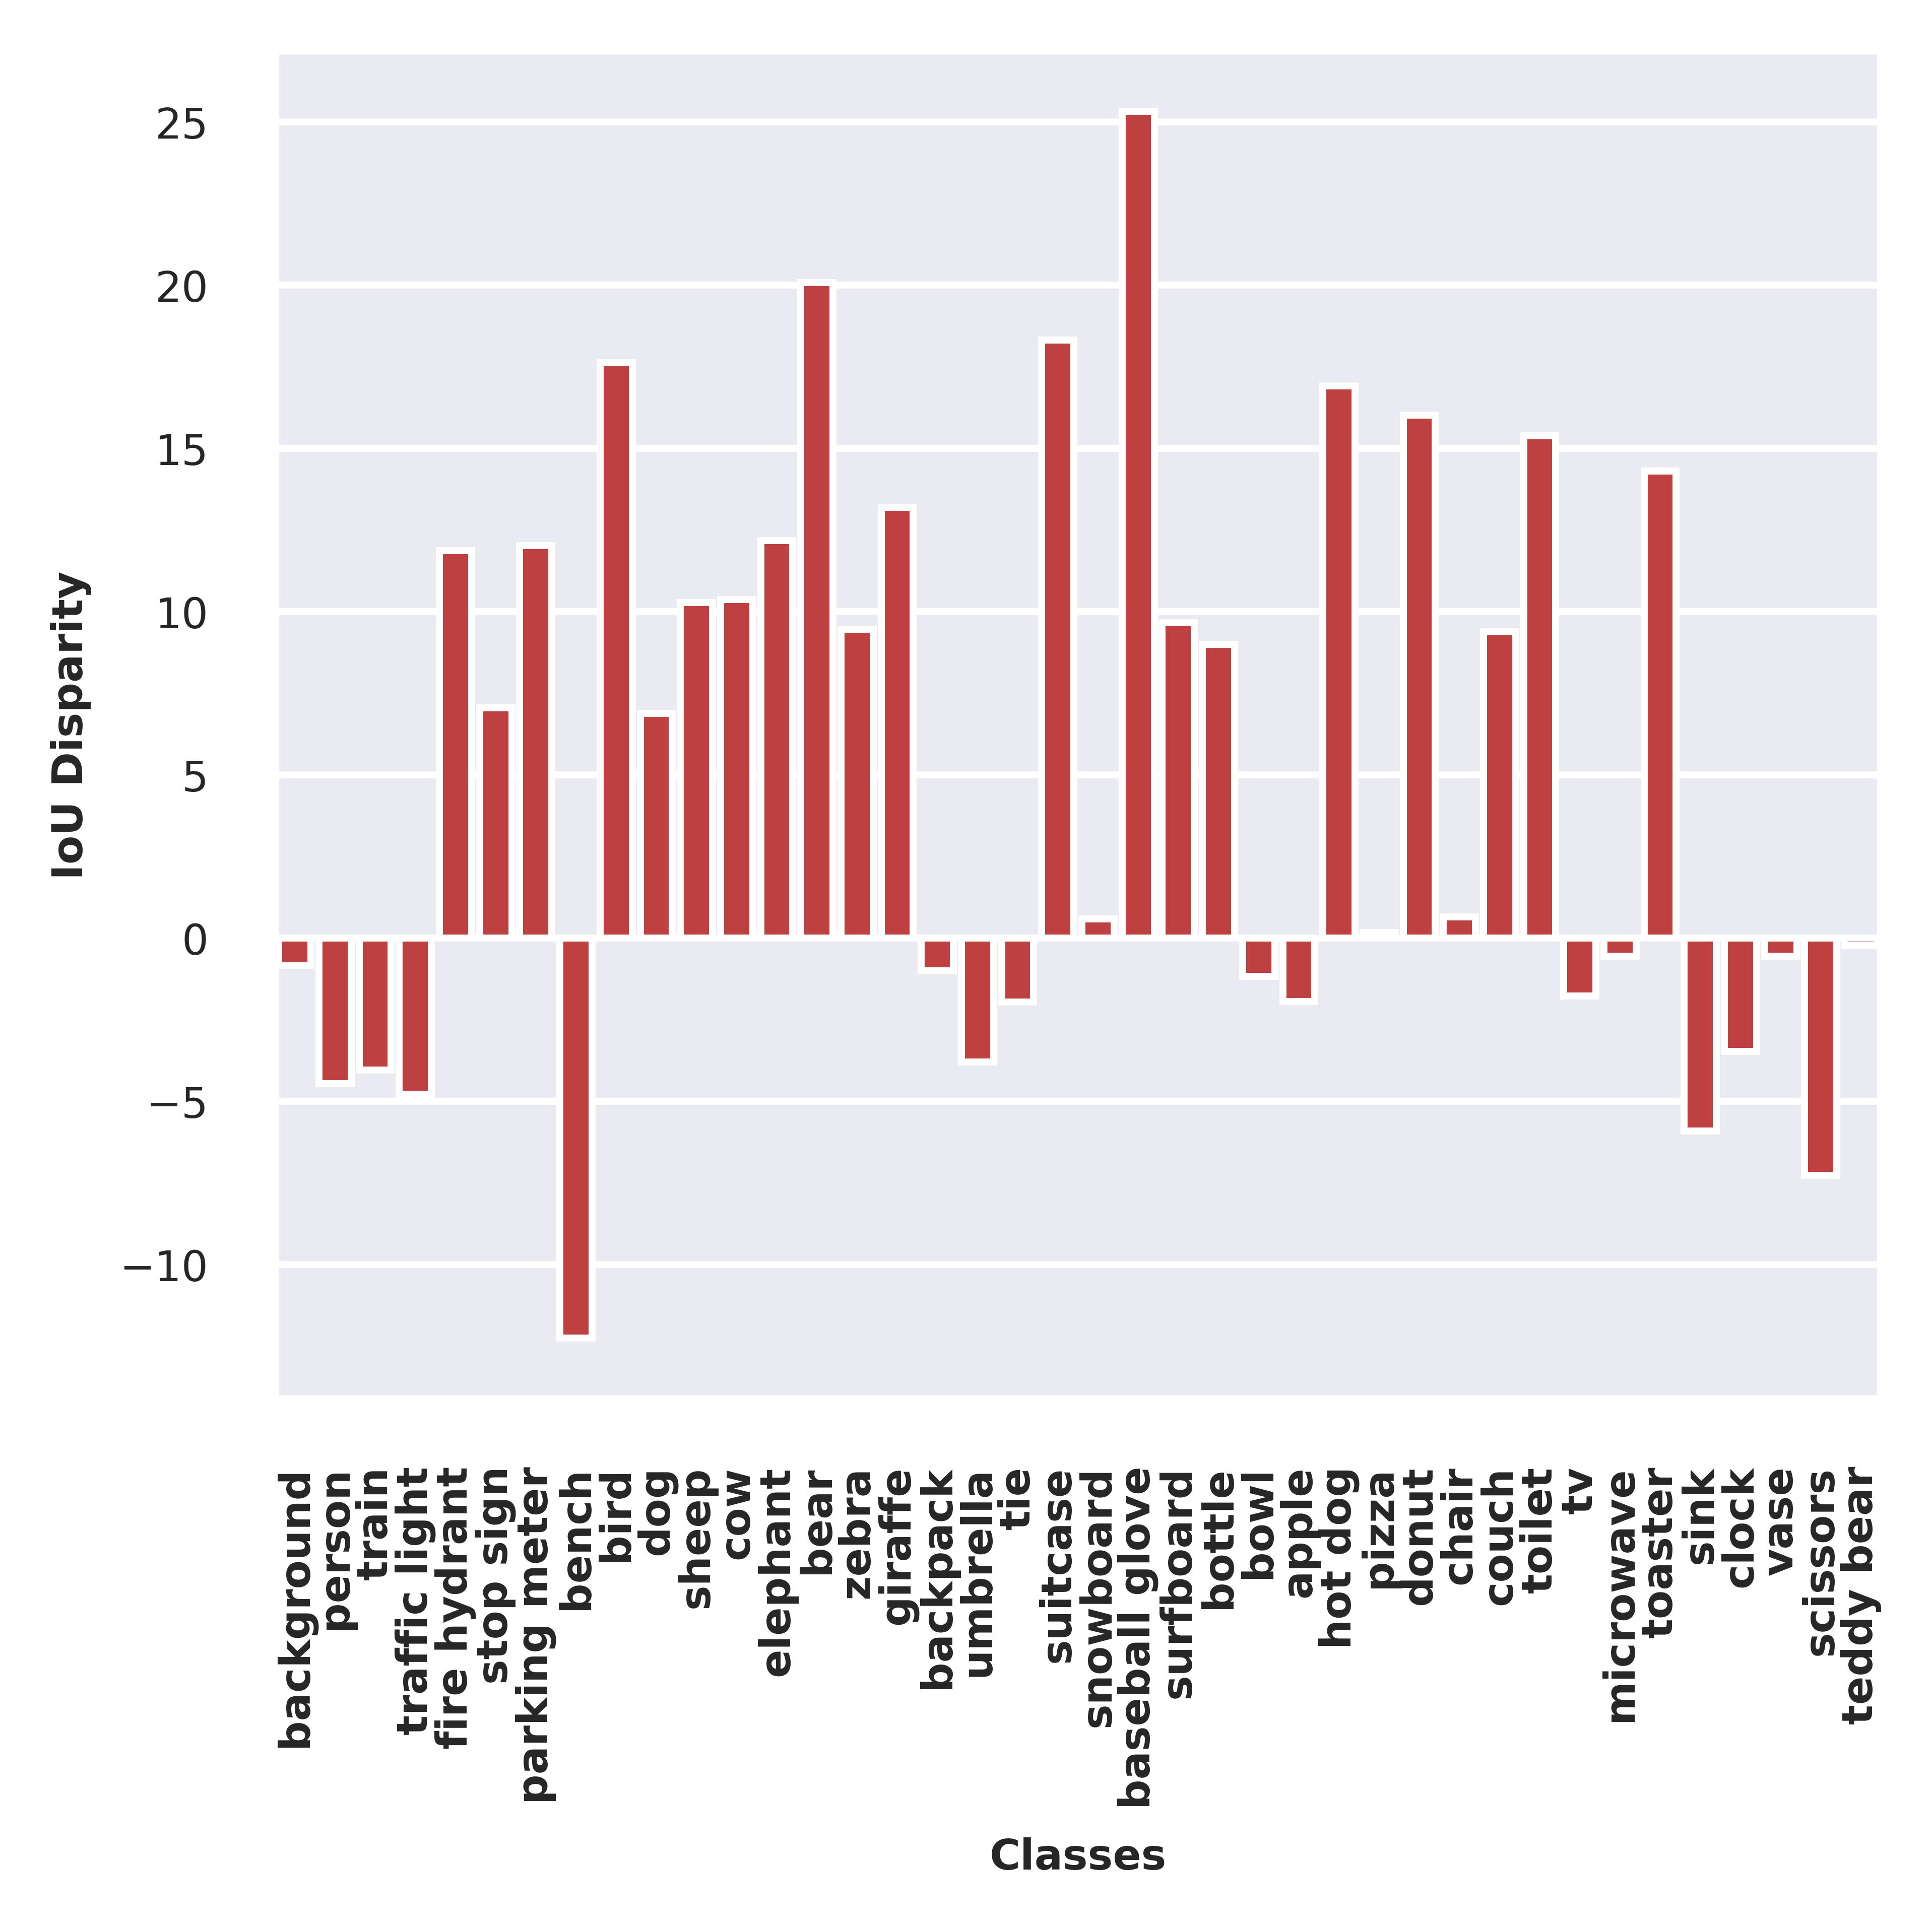 25
20
15
10
5
0
−5
−10
IoU Disparity
background
person
train
traffic light
fire hydrant
stop sign
parking meter
bench
bird
dog
sheep
cow
elephant
bear
zebra
giraffe
backpack
umbrella
tie
suitcase
snowboard
baseball glove
surfboard
bottle
bowl
apple
hot dog
pizza
donut
chair
couch
toilet
tv
microwave
toaster
sink
clock
vase
scissors
teddy bear
Classes